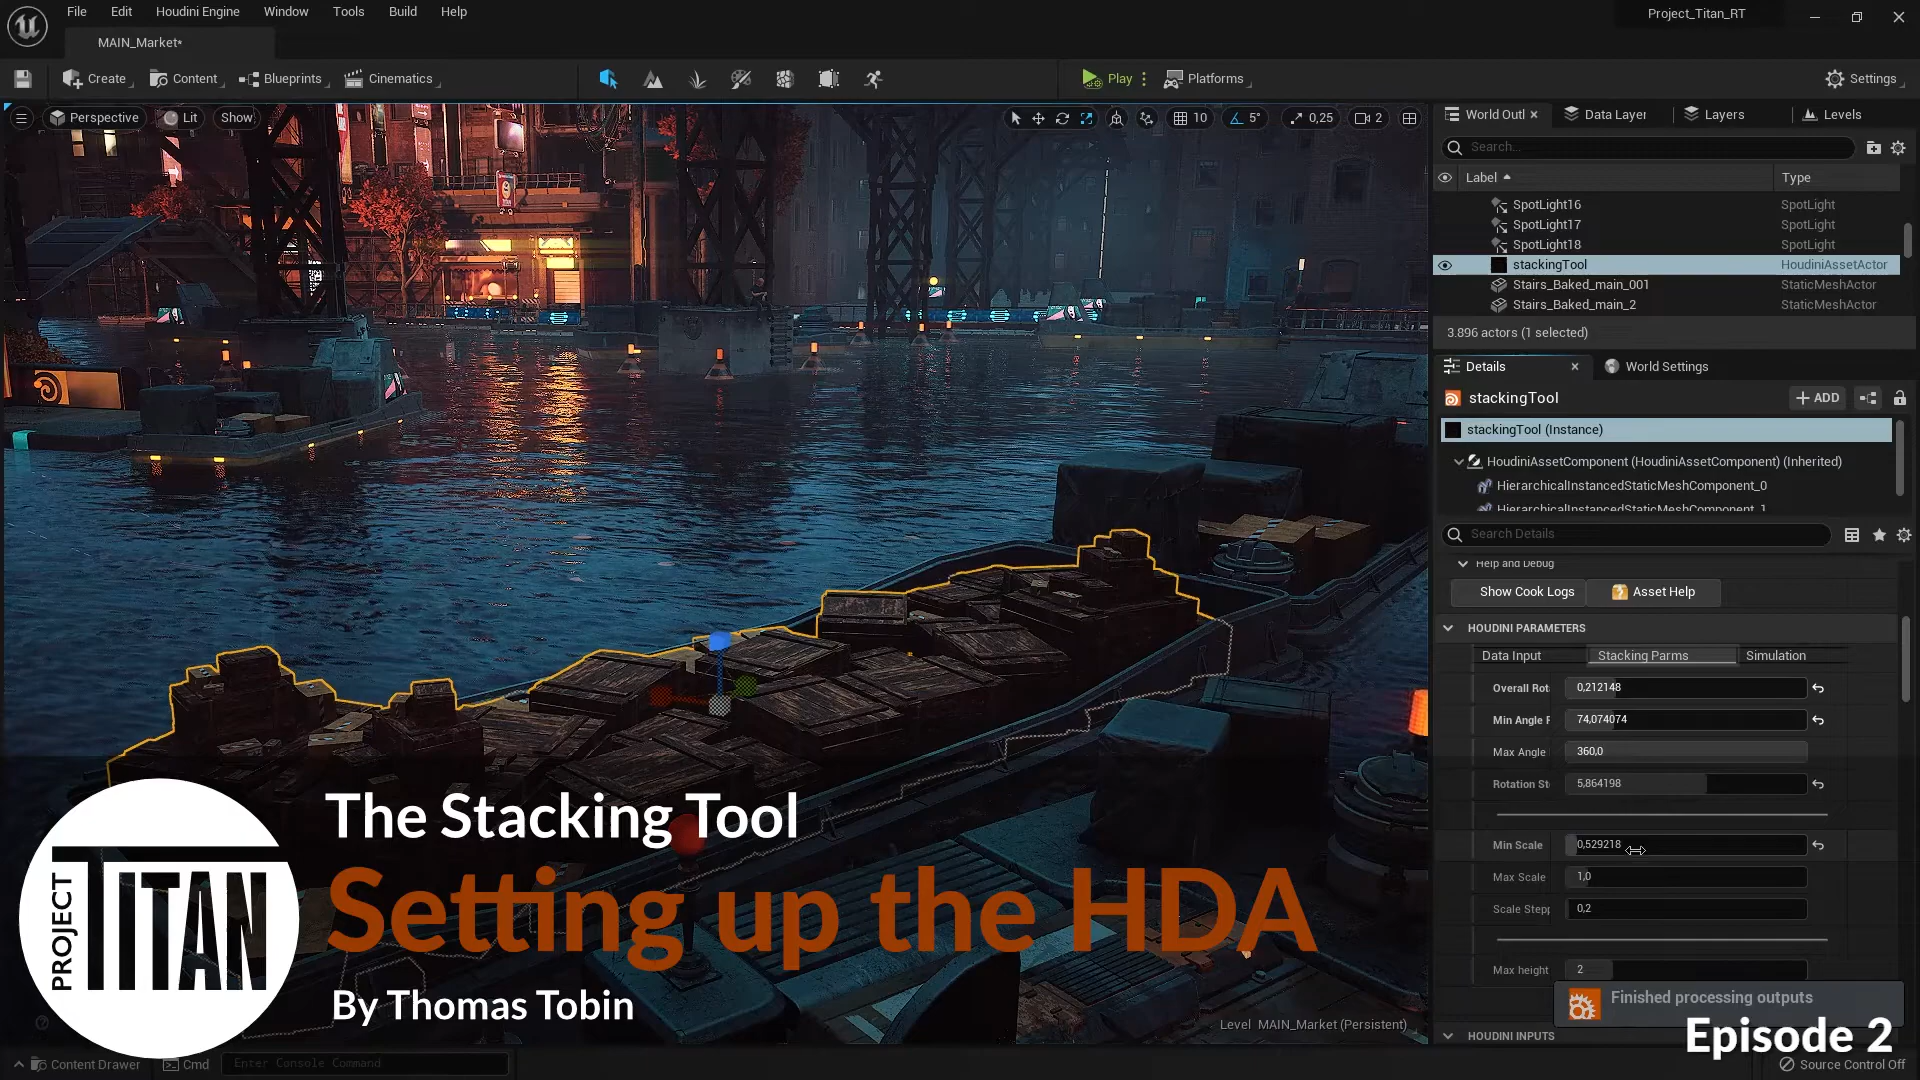 File Edit Houdini Engine Window Tools Build Help
Project_Titan_RT
MAIN_Market*
Create Content Blueprints Cinematics Play Platforms Settings
Perspective Lit Show
10 5° 0,25 2
World Outl Data Layer Layers Levels
Search...
Label Type
SpotLight16 SpotLight
SpotLight17 SpotLight
SpotLight18 SpotLight
stackingTool HoudiniAssetActor
Stairs_Baked_main_001 StaticMeshActor
Stairs_Baked_main_2 StaticMeshActor
3.896 actors (1 selected)
Details World Settings
stackingTool
ADD
stackingTool (Instance)
HoudiniAssetComponent (HoudiniAssetComponent) (Inherited)
HierarchicalInstancedStaticMeshComponent_0
HierarchicalInstancedStaticMeshComponent_1
Search Details
Help and Debug
Show Cook Logs Asset Help
HOUDINI PARAMETERS
Data Input Stacking Parms Simulation
Overall Rot 0,212148
Min Angle 74,074074
Max Angle 360,0
Rotation St 5,864198
Min Scale 0,529218
Max Scale 1,0
Scale Step 0,2
Max height 2
Finished processing outputs
HOUDINI INPUTS
The Stacking Tool
Setting up the HDA
By Thomas Tobin
PROJECT
TITAN
Level MAIN_Market (Persistent)
Episode 2
Content Drawer Cmd Enter Console Command
Source Control Off